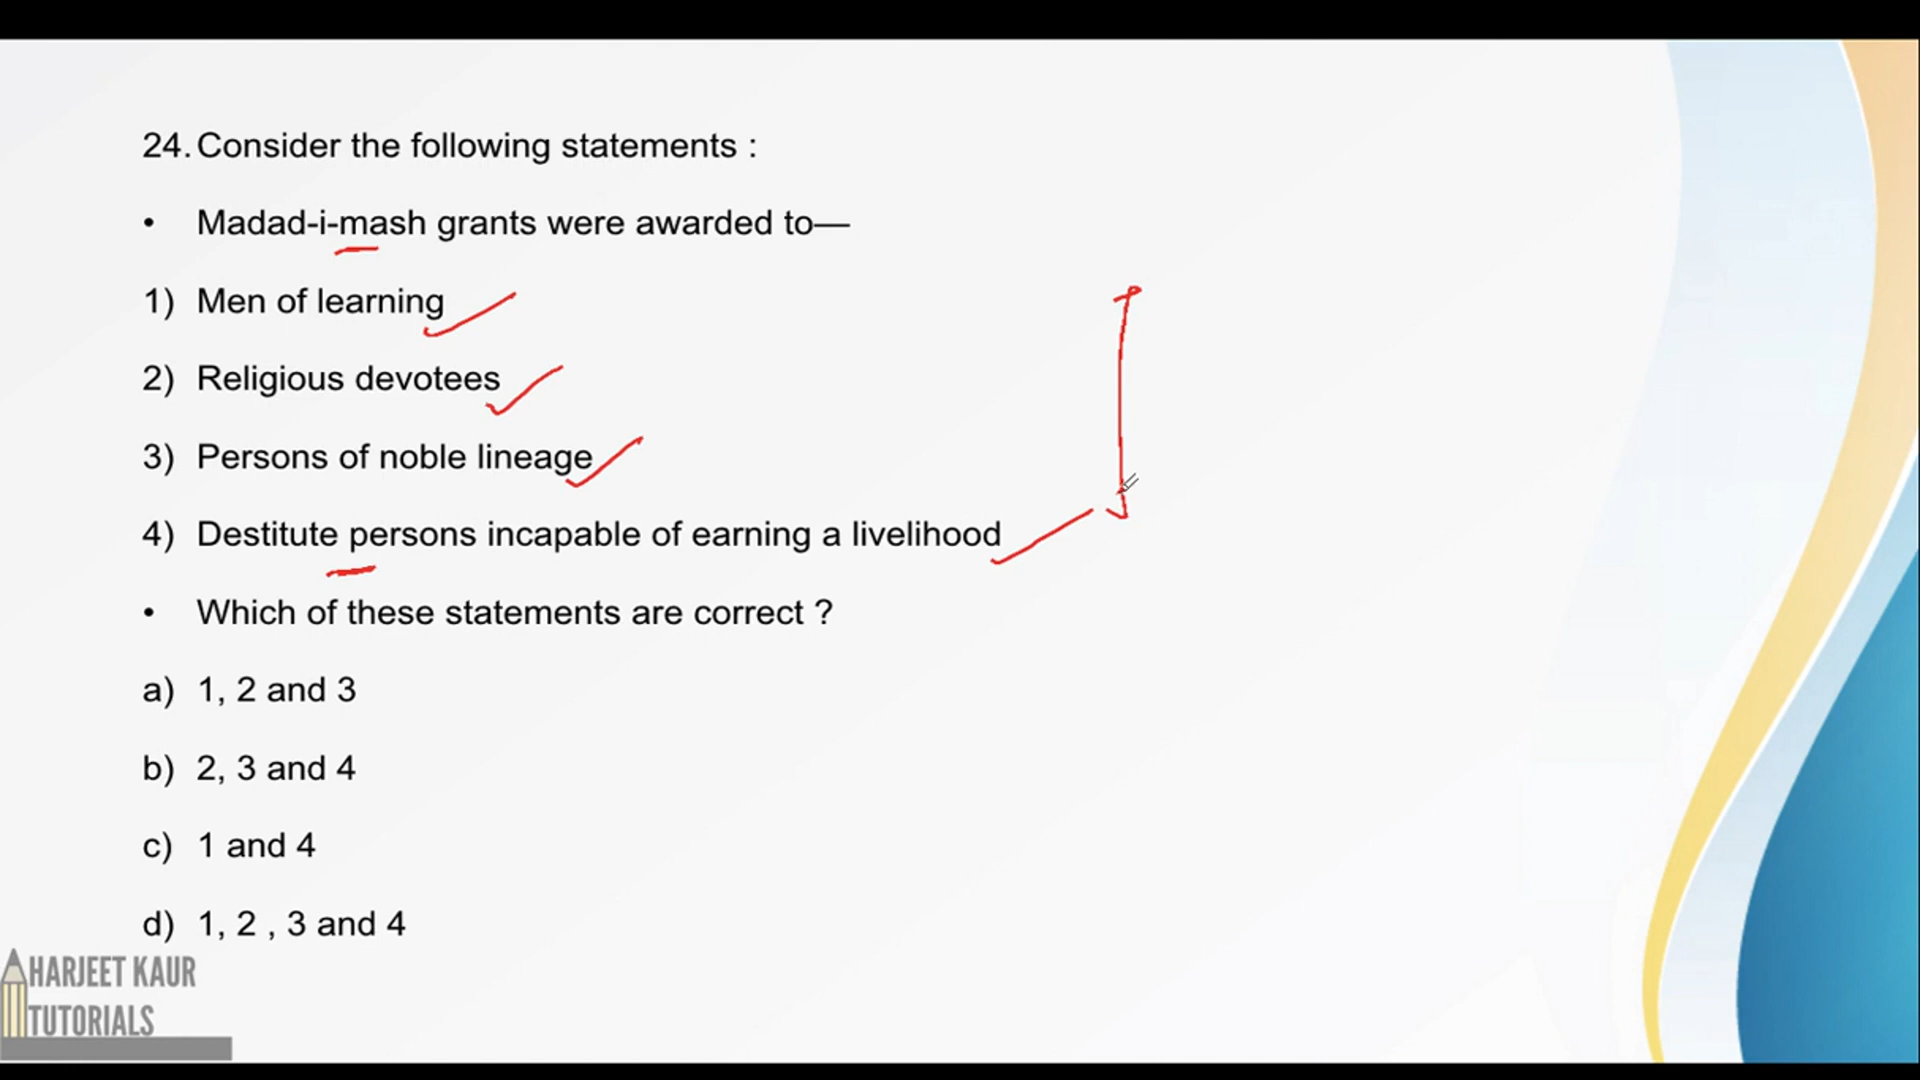 24. Consider the following statements :
• Madad-i-mash grants were awarded to—
1) Men of learning
2) Religious devotees
3) Persons of noble lineage
4) Destitute persons incapable of earning a livelihood
• Which of these statements are correct ?
a) 1, 2 and 3
b) 2, 3 and 4
c) 1 and 4
d) 1, 2 , 3 and 4
HARJEET KAUR
TUTORIALS